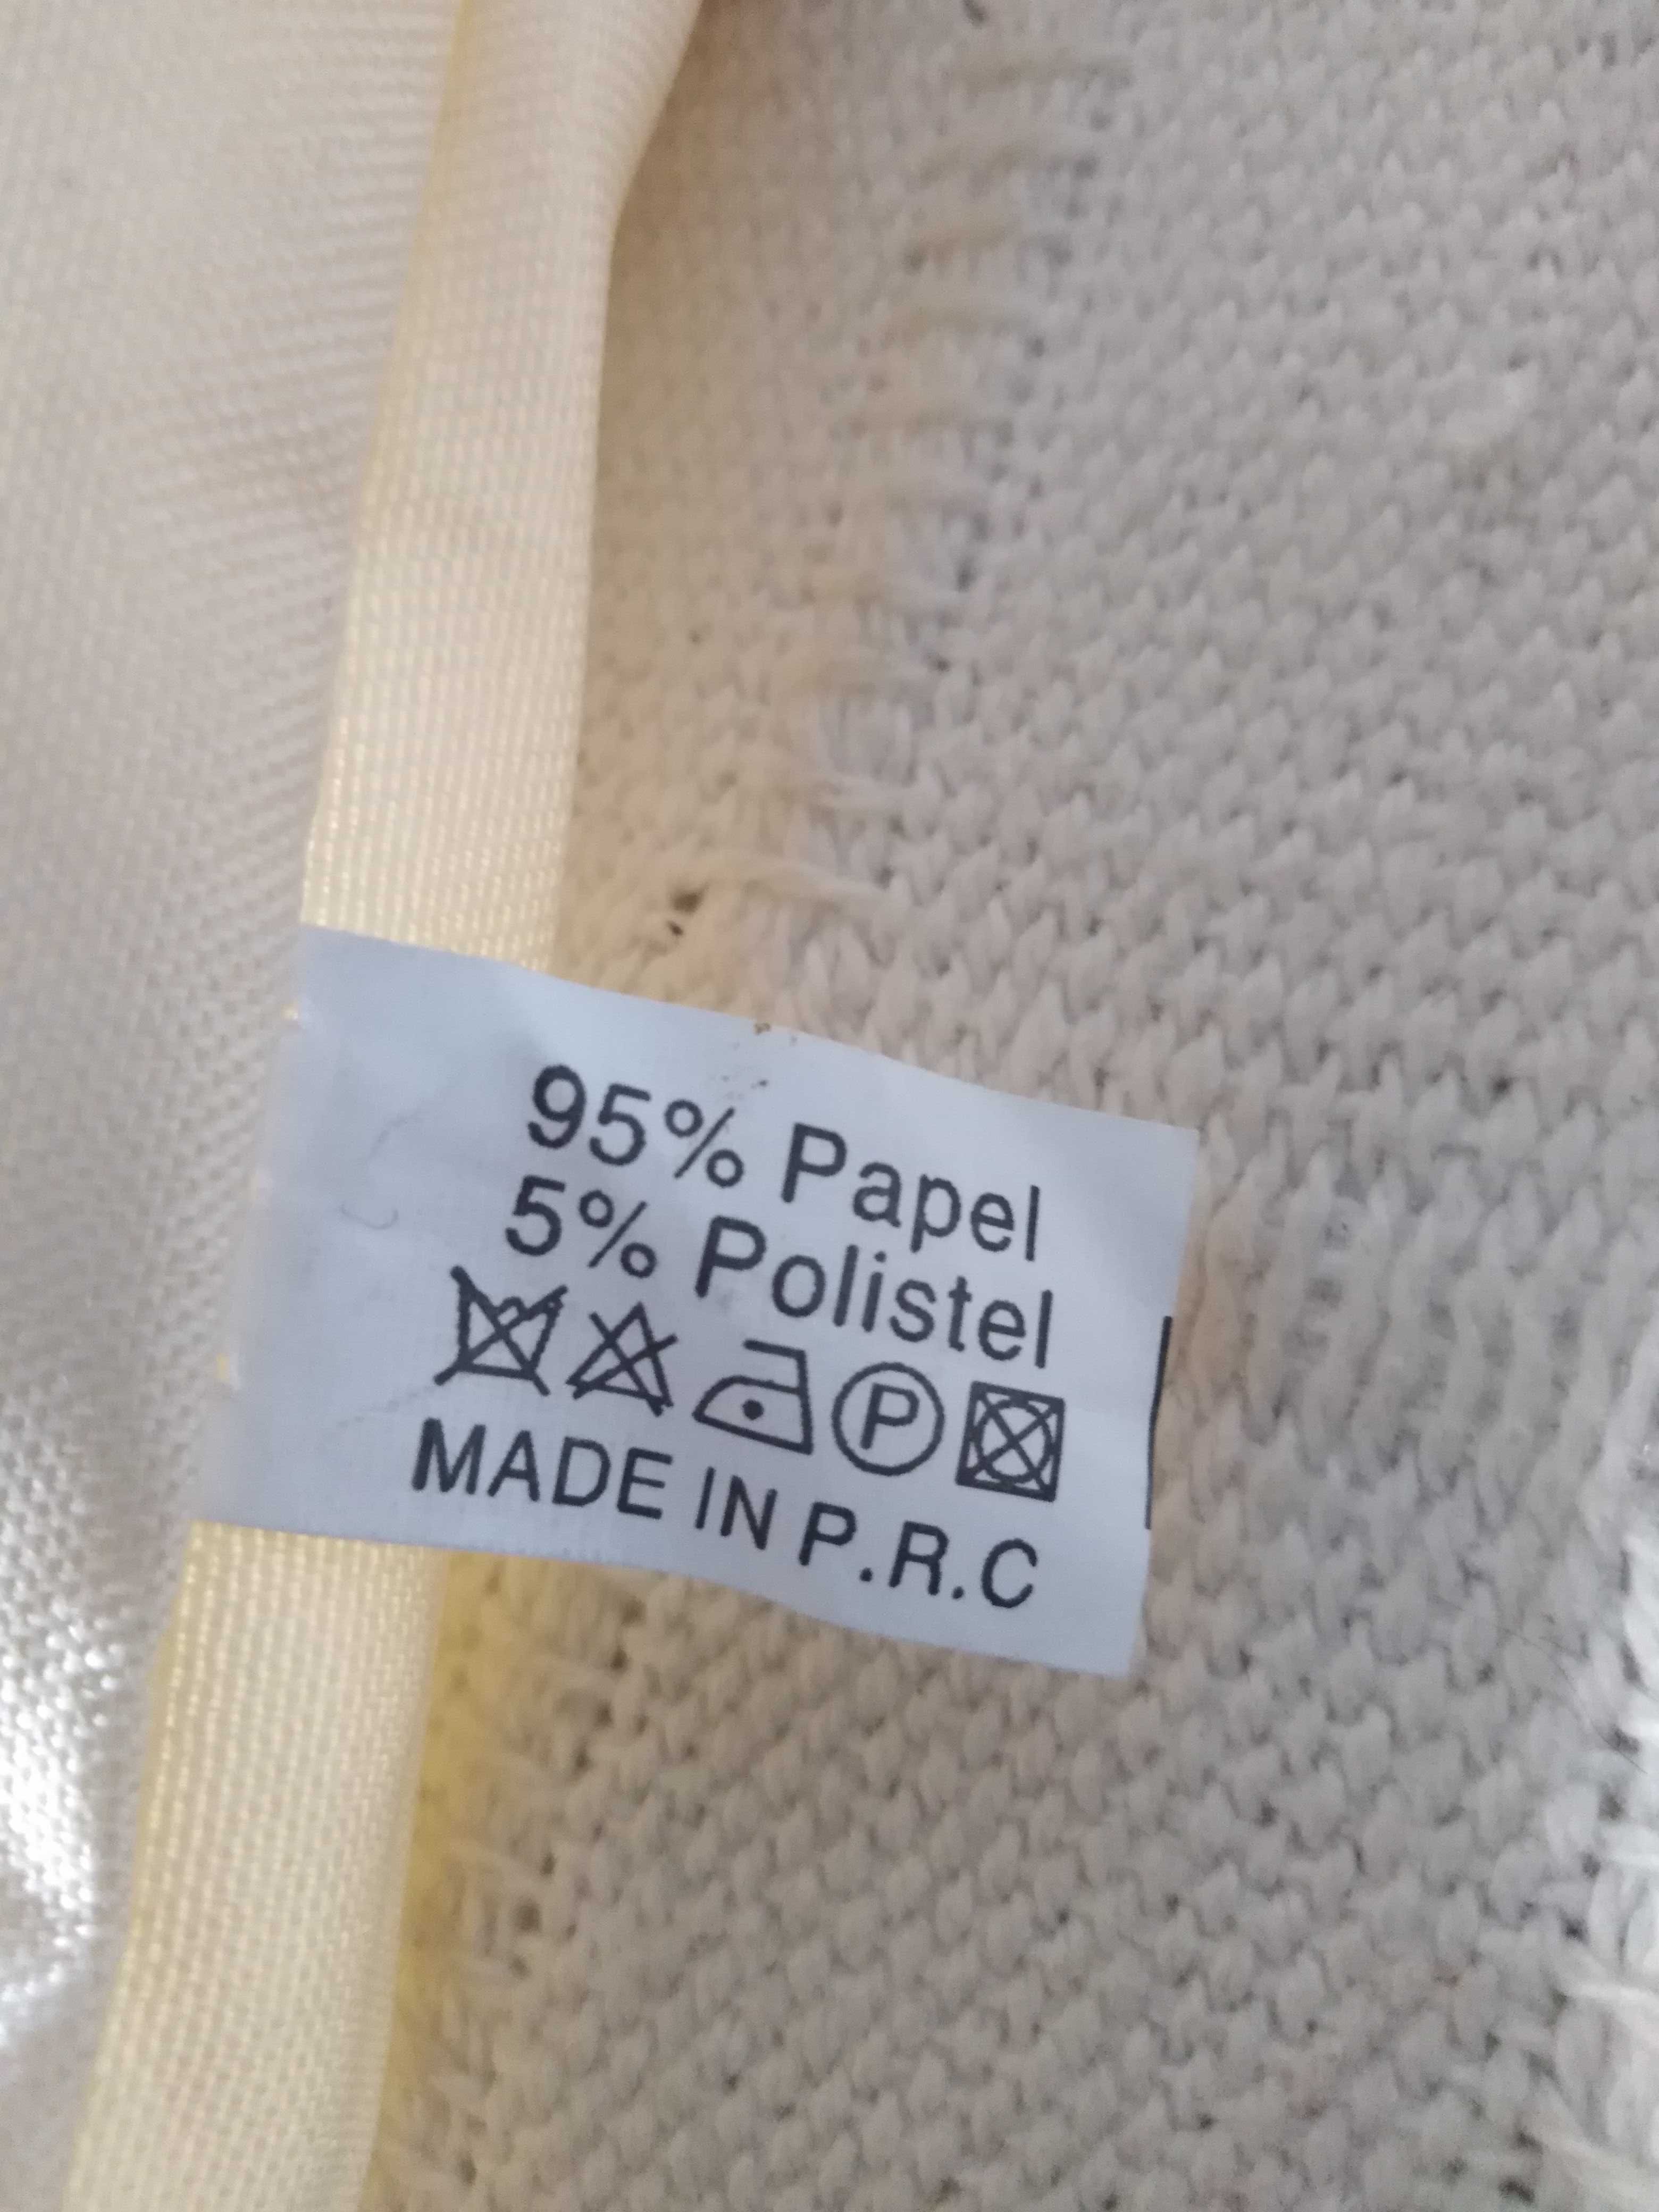 95% Papel
5% Polistel
P
MADE IN P.R.C